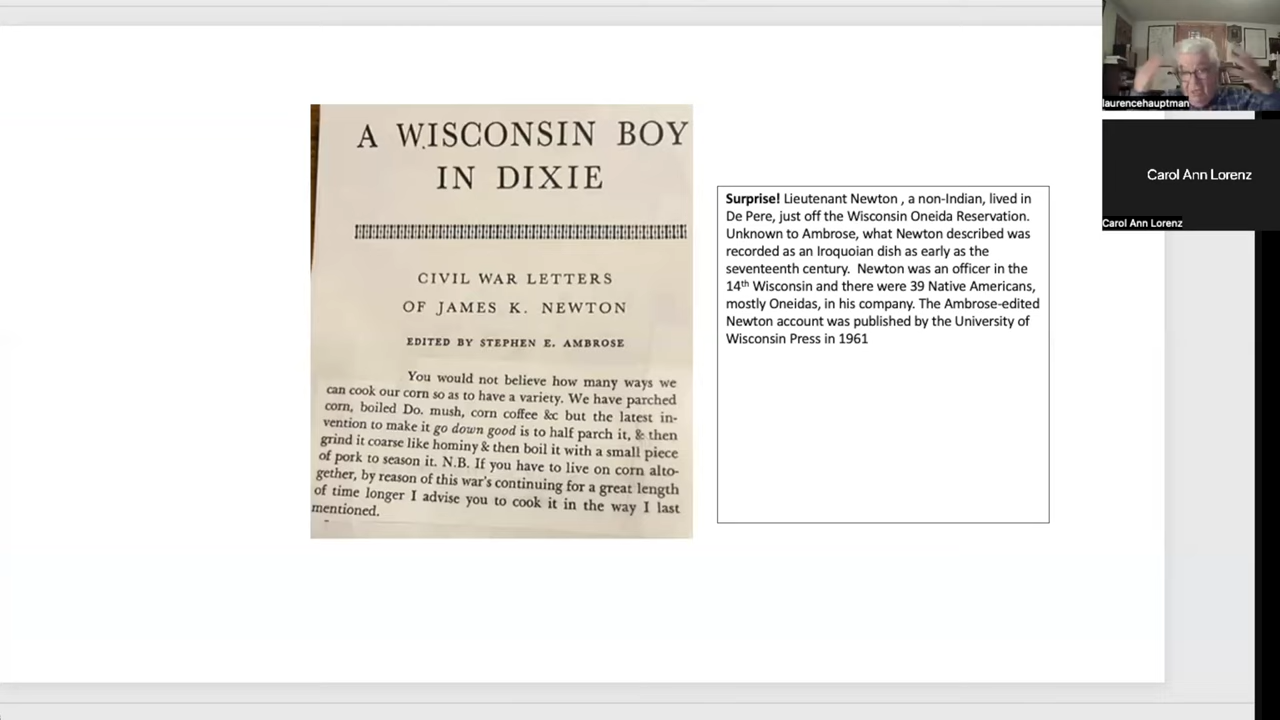 A WISCONSIN BOY
IN DIXIE
CIVIL WAR LETTERS
OF JAMES K. NEWTON
EDITED BY STEPHEN E. AMBROSE
You would not believe how many ways we
can cook our corn so as to have a variety. We have parched
corn, boiled Do. mush, corn coffee &c but the latest in-
vention to make it go down good is to half parch it, & then
grind it coarse like hominy & then boil it with a small piece
of pork to season it. N.B. If you have to live on corn alto-
gether, by reason of this war's continuing for a great length
of time longer I advise you to cook it in the way I last
mentioned.
Surprise! Lieutenant Newton , a non-Indian, lived in
De Pere, just off the Wisconsin Oneida Reservation.
Unknown to Ambrose, what Newton described was
recorded as an Iroquoian dish as early as the
seventeenth century.  Newton was an officer in the
14th Wisconsin and there were 39 Native Americans,
mostly Oneidas, in his company. The Ambrose-edited
Newton account was published by the University of
Wisconsin Press in 1961
laurencehauptman
Carol Ann Lorenz
Carol Ann Lorenz